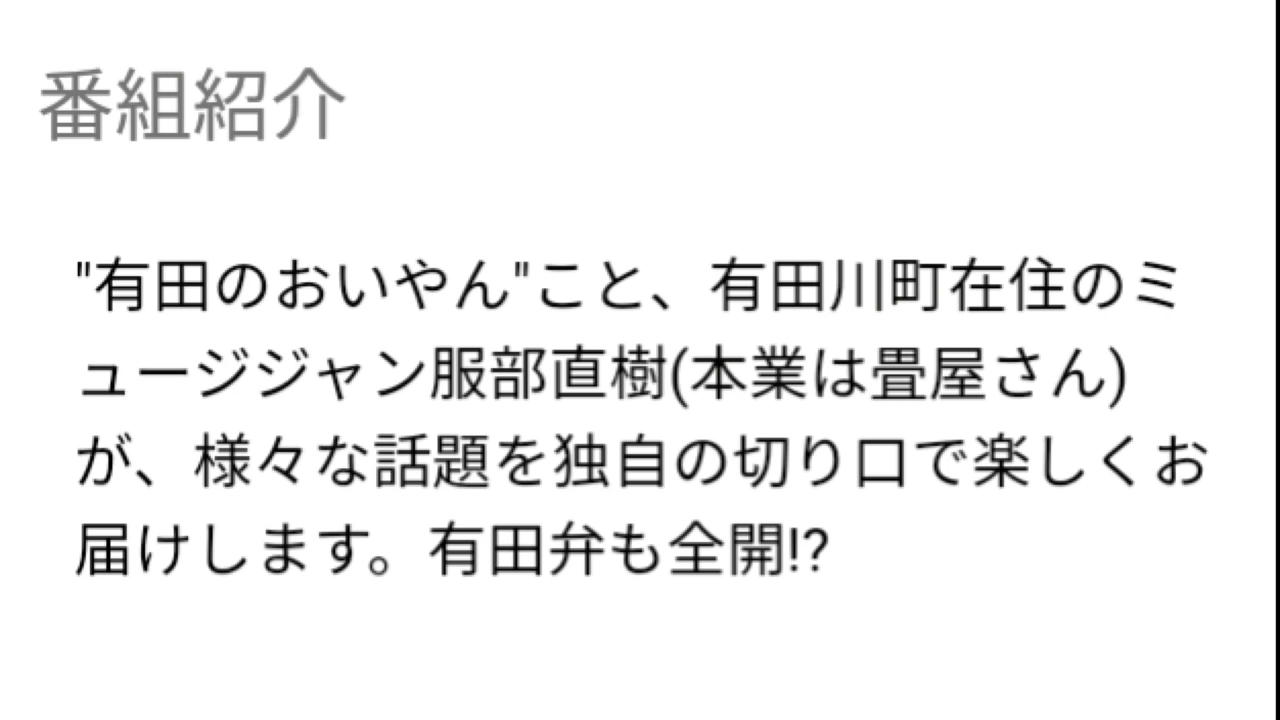 番組紹介
"有田のおいやん"こと、有田川町在住のミ
ュージジャン服部直樹(本業は畳屋さん)
が、様々な話題を独自の切り口で楽しくお
届けします。有田弁も全開!?